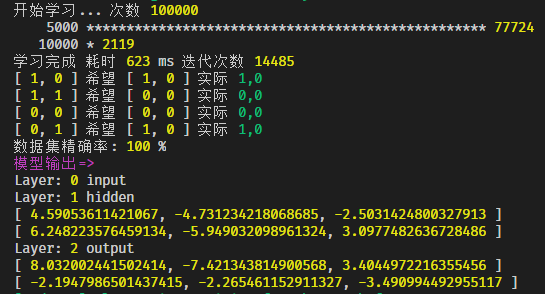 开始学习... 次数 100000
5000 ************************************************** 77724
10000 * 2119
学习完成 耗时 623 ms 迭代次数 14485
[ 1, 0 ] 希望 [ 1, 0 ] 实际 1,0
[ 1, 1 ] 希望 [ 0, 0 ] 实际 0,0
[ 0, 0 ] 希望 [ 0, 0 ] 实际 0,0
[ 0, 1 ] 希望 [ 1, 0 ] 实际 1,0
数据集精确率: 100 %
模型输出=>
Layer: 0 input
Layer: 1 hidden
[ 4.59053611421067, -4.731234218068685, -2.5031424800327913 ]
[ 6.248223576459134, -5.949032098961324, 3.0977482636728486 ]
Layer: 2 output
[ 8.032002441502414, -7.421343814900568, 3.4044972216355456 ]
[ -2.1947986501437415, -2.265461152911327, -3.490994492955117 ]